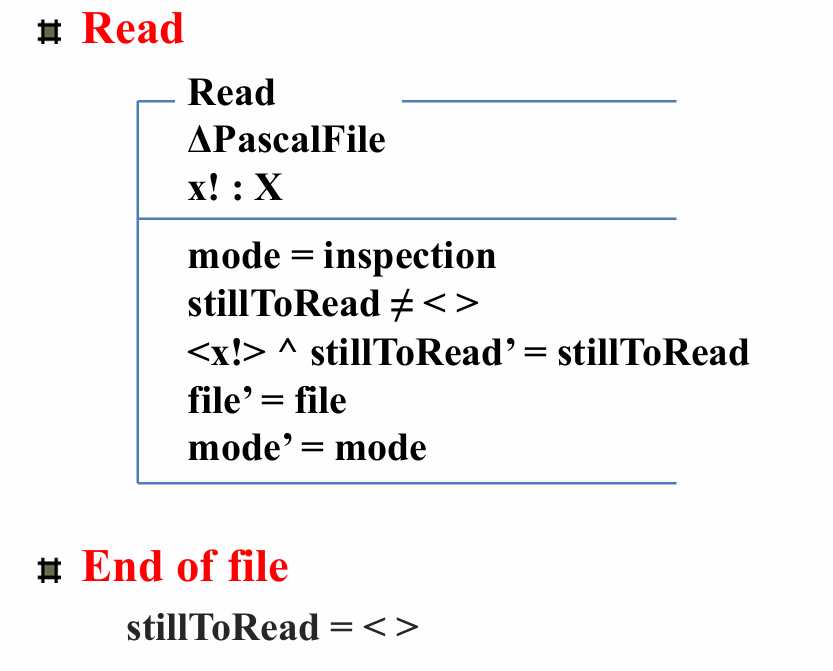 Read
Read
ΔPascalFile
x! : X
mode = inspection
stillToRead ≠ < >
<x!> ^ stillToRead’ = stillToRead
file’ = file
mode’ = mode
End of file
stillToRead = < >